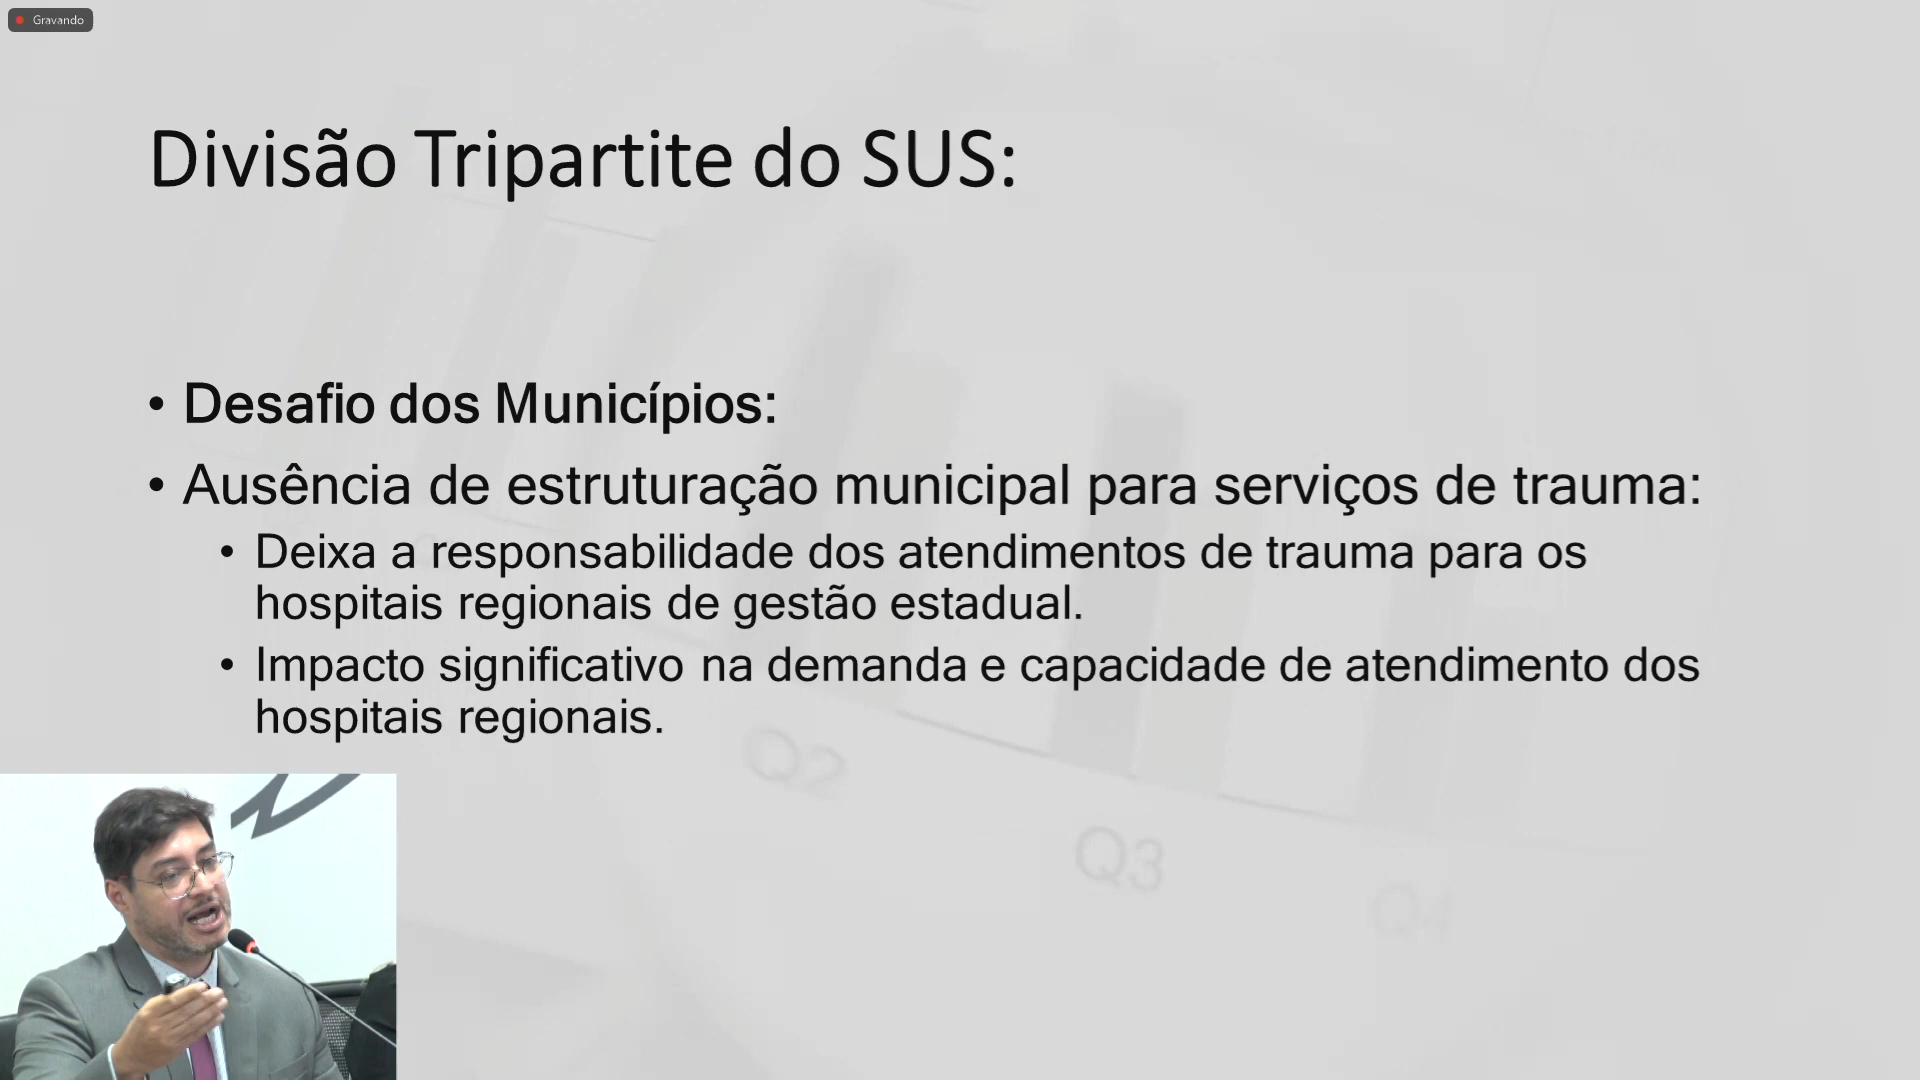 Gravando
Divisão Tripartite do SUS:
• Desafio dos Municípios:
• Ausência de estruturação municipal para serviços de trauma:
• Deixa a responsabilidade dos atendimentos de trauma para os
hospitais regionais de gestão estadual.
• Impacto significativo na demanda e capacidade de atendimento dos
hospitais regionais.
Q2
Q3
Q4